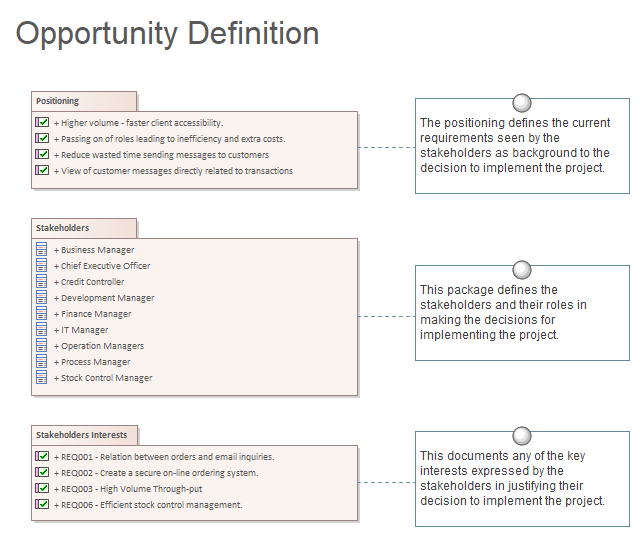 Opportunity Definition
Positioning
+ Higher volume - faster client accessibility.
+ Passing on of roles leading to inefficiency and extra costs.
+ Reduce wasted time sending messages to customers
+ View of customer messages directly related to transactions
The positioning defines the current
requirements seen by the
stakeholders as background to the
decision to implement the project.
Stakeholders
+ Business Manager
+ Chief Executive Officer
+ Credit Controller
+ Development Manager
+ Finance Manager
+ IT Manager
+ Operation Managers
+ Process Manager
+ Stock Control Manager
This package defines the
stakeholders and their roles in
making the decisions for
implementing the project.
Stakeholders Interests
+ REQ001 - Relation between orders and email inquiries.
+ REQ002 - Create a secure on-line ordering system.
+ REQ003 - High Volume Through-put
+ REQ006 - Efficient stock control management.
This documents any of the key
interests expressed by the
stakeholders in justifying their
decision to implement the project.